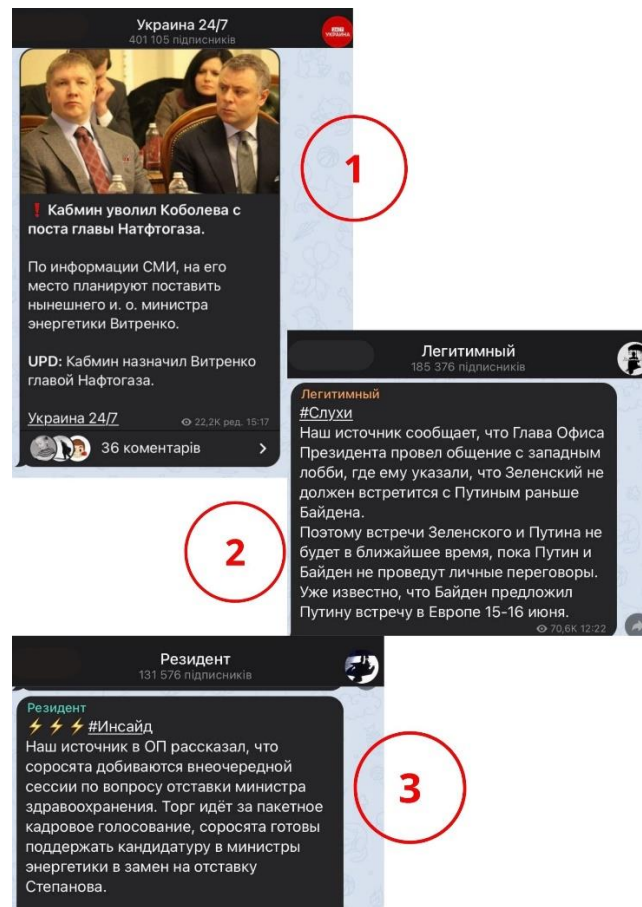 Украина 24/7
401 105 підписників
❗ Кабмин уволил Коболева с
поста главы Натфтогаза.
По информации СМИ, на его
место планируют поставить
нынешнего и. о. министра
энергетики Витренко.
UPD: Кабмин назначил Витренко
главой Нафтогаза.
Украина 24/7
22,2K ред. 15:17
36 коментарів
1
Легитимный
185 376 підписників
Легитимный
#Слухи
Наш источник сообщает, что Глава Офиса
Президента провел общение с западным
лобби, где ему указали, что Зеленский не
должен встретится с Путиным раньше
Байдена.
Поэтому встречи Зеленского и Путина не
будет в ближайшее время, пока Путин и
Байден не проведут личные переговоры.
Уже известно, что Байден предложил
Путину встречу в Европе 15-16 июня.
70,6K 12:22
2
Резидент
131 576 підписників
Резидент
⚡⚡⚡#Инсайд
Наш источник в ОП рассказал, что
соросята добиваются внеочередной
сессии по вопросу отставки министра
здравоохранения. Торг идёт за пакетное
кадровое голосование, соросята готовы
поддержать кандидатуру в министры
энергетики в замен на отставку
Степанова.
3